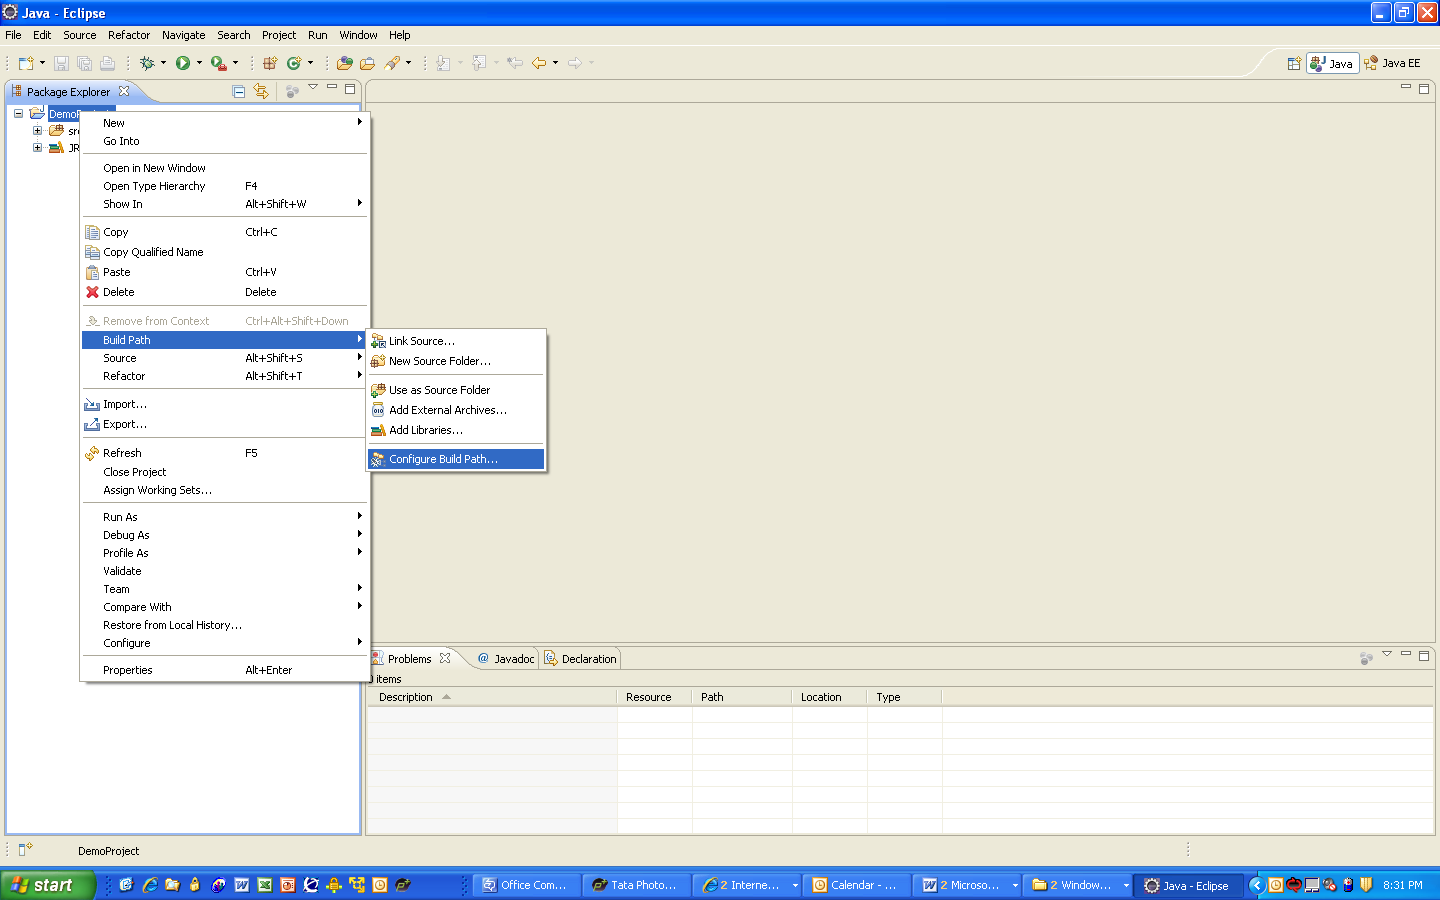 Java - Eclipse
File Edit Source Refactor Navigate Search Project Run Window Help
Java
Java EE
Package Explorer
src
New
Go Into
Open in New Window
Open Type Hierarchy F4
Show In Alt+Shift+W
Copy Ctrl+C
Copy Qualified Name
Paste Ctrl+V
Delete Delete
Remove from Context Ctrl+Alt+Shift+Down
Build Path
Source Alt+Shift+S
Refactor Alt+Shift+T
Import...
Export...
Refresh F5
Close Project
Assign Working Sets...
Run As
Debug As
Profile As
Validate
Team
Compare With
Restore from Local History...
Configure
Properties Alt+Enter
Link Source...
New Source Folder...
Use as Source Folder
Add External Archives...
Add Libraries...
Configure Build Path...
Problems Javadoc Declaration
0 items
Description Resource Path Location Type
DemoProject
start
Office Com...
Tata Photo...
2 Interne...
Calendar - ...
2 Microso...
2 Window...
Java - Eclipse
8:31 PM